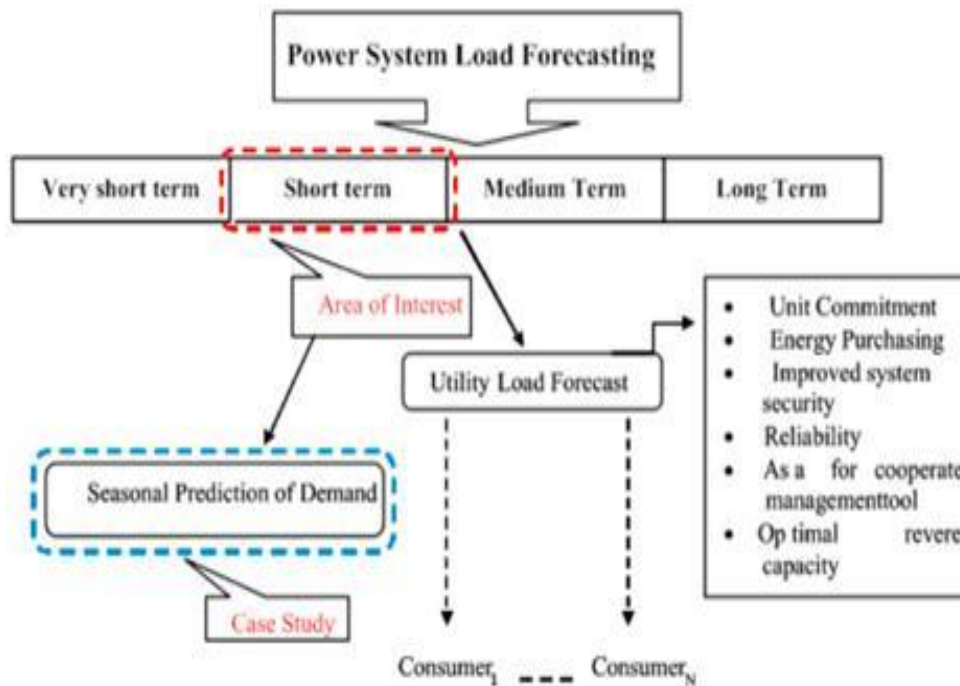 Power System Load Forecasting
Very short term
Short term
Medium Term
Long Term
Area of Interest
Utility Load Forecast
• Unit Commitment
• Energy Purchasing
• Improved system
security
• Reliability
• As a for cooperate
managementtool
• Op timal revere
capacity
Seasonal Prediction of Demand
Case Study
Consumer₁ ---- Consumer_N